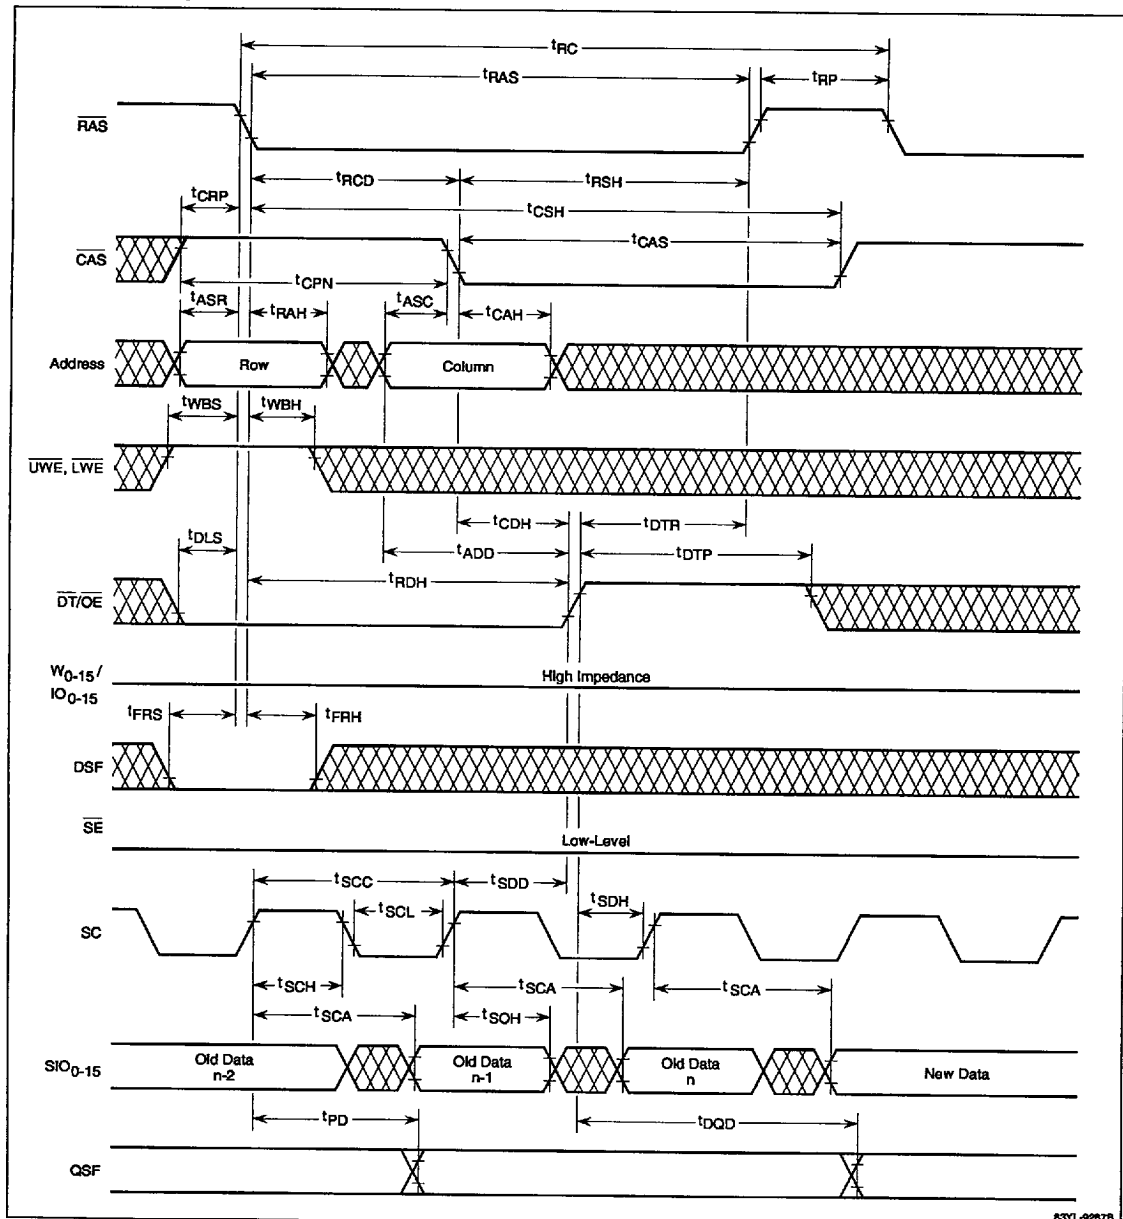 tRC
tRAS
tRP
RAS
tRCD
tRSH
tCRP
tCSH
tCAS
CAS
tCPN
tASR
tRAH
tASC
tCAH
Address
Row
Column
tWBS
tWBH
UWE, LWE
tCDH
tDTR
tDLS
tADD
tDTP
tRDH
DT/OE
W0-15 /
IO0-15
High Impedance
tFRS
tFRH
DSF
SE
Low-Level
tSCC
tSDD
tSCL
tSDH
SC
tSCH
tSCA
tSCA
tSCA
tSOH
SIO0-15
Old Data
n-2
Old Data
n-1
Old Data
n
New Data
tPD
tDQD
QSF
83YL-9267B